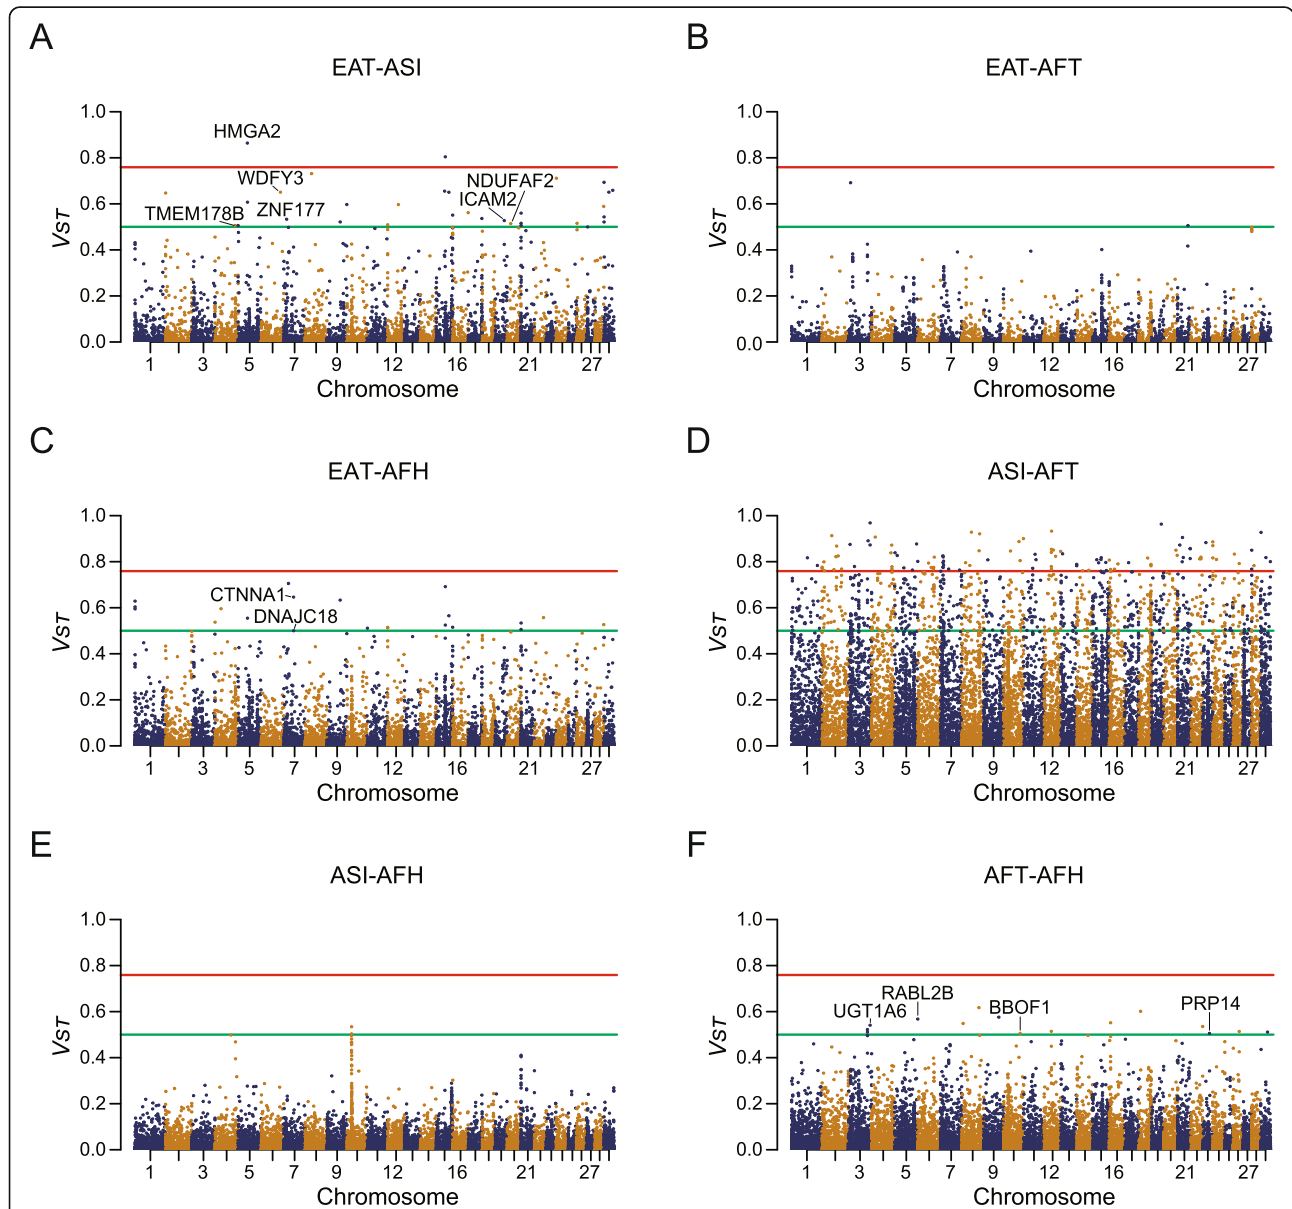 A
EAT-ASI
1.0
0.8
0.6
0.4
0.2
0.0
VST
HMGA2
WDFY3
NDUFAF2
ICAM2
TMEM178B
ZNF177
1 3 5 7 9 12 16 21 27
Chromosome
B
EAT-AFT
1.0
0.8
0.6
0.4
0.2
0.0
VST
1 3 5 7 9 12 16 21 27
Chromosome
C
EAT-AFH
1.0
0.8
0.6
0.4
0.2
0.0
VST
CTNNA1
DNAJC18
1 3 5 7 9 12 16 21 27
Chromosome
D
ASI-AFT
1.0
0.8
0.6
0.4
0.2
0.0
VST
1 3 5 7 9 12 16 21 27
Chromosome
E
ASI-AFH
1.0
0.8
0.6
0.4
0.2
0.0
VST
1 3 5 7 9 12 16 21 27
Chromosome
F
AFT-AFH
1.0
0.8
0.6
0.4
0.2
0.0
VST
RABL2B
UGT1A6
BBOF1
PRP14
1 3 5 7 9 12 16 21 27
Chromosome